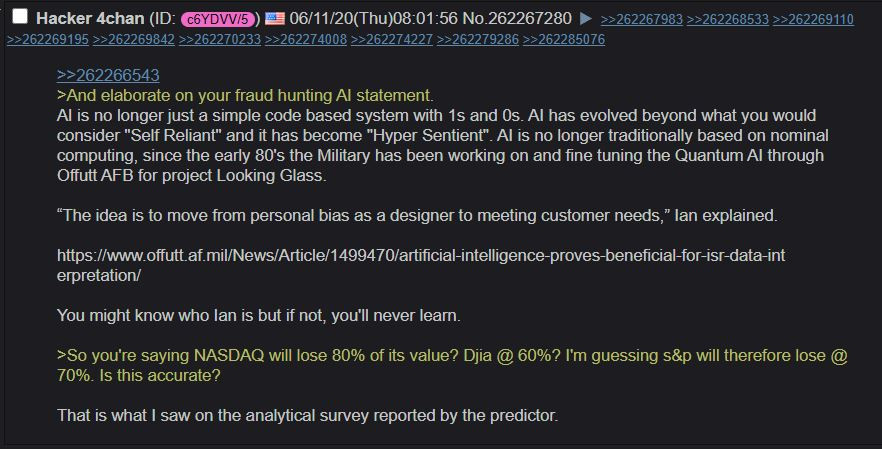 Hacker 4chan (ID: c6YDVV/5) 06/11/20(Thu)08:01:56 No.262267280 ▶ >>262267983 >>262268533 >>262269110
>>262269195 >>262269842 >>262270233 >>262274008 >>262274227 >>262279286 >>262285076
>>262266543
>And elaborate on your fraud hunting AI statement.
AI is no longer just a simple code based system with 1s and 0s. AI has evolved beyond what you would
consider "Self Reliant" and it has become "Hyper Sentient". AI is no longer traditionally based on nominal
computing, since the early 80's the Military has been working on and fine tuning the Quantum AI through
Offutt AFB for project Looking Glass.
“The idea is to move from personal bias as a designer to meeting customer needs,” Ian explained.
https://www.offutt.af.mil/News/Article/1499470/artificial-intelligence-proves-beneficial-for-isr-data-int
erpretation/
You might know who Ian is but if not, you'll never learn.
>So you're saying NASDAQ will lose 80% of its value? Djia @ 60%? I'm guessing s&p will therefore lose @
70%. Is this accurate?
That is what I saw on the analytical survey reported by the predictor.